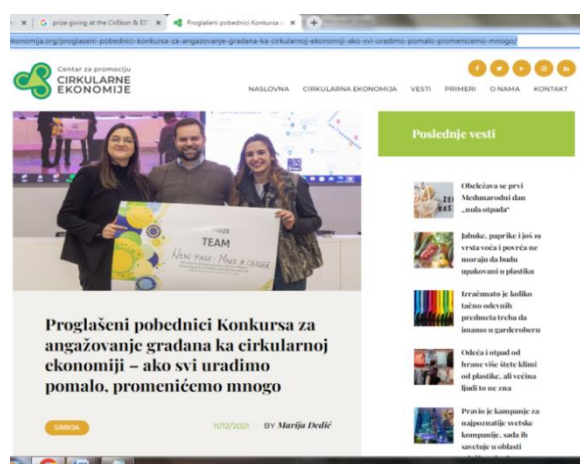 prize giving at the Cirékon & EIT
Proglašeni pobednici Konkursa z
konomija.org/proglaseni-pobednici-konkursa-za-angazovanje-gradana-ka-cirkularnoj-ekonomiji-ako-svi-uradimo-pomalo-promenicemo-mnogo/
Centar za promociju
CIRKULARNE
EKONOMIJE
NASLOVNA CIRKULARNA EKONOMIJA VESTI PRIMERI O NAMA KONTAKT
PRIZE
TEAM
NEW PAGE - MAKE A CHANGE
Proglašeni pobednici Konkursa za
angažovanje građana ka cirkularnoj
ekonomiji – ako svi uradimo
pomalo, promenićemo mnogo
SRBIJA 11/12/2021 BY Marija Dedić
Poslednje vesti
Obeležava se prvi
Međunarodni dan
„nula otpada“
Jabuke, paprike i još 19
vrsta voća i povrća ne
moraju da budu
upakovani u plastiku
Izračunato je koliko
tačno odevnih
predmeta treba da
imamo u garderoberu
Odeća i otpad od
hrane više štete klimi
od plastike, ali većina
ljudi to ne zna
Pravio je kampanje za
najpoznatije svetske
kompanije, sada ih
savetuje u oblasti